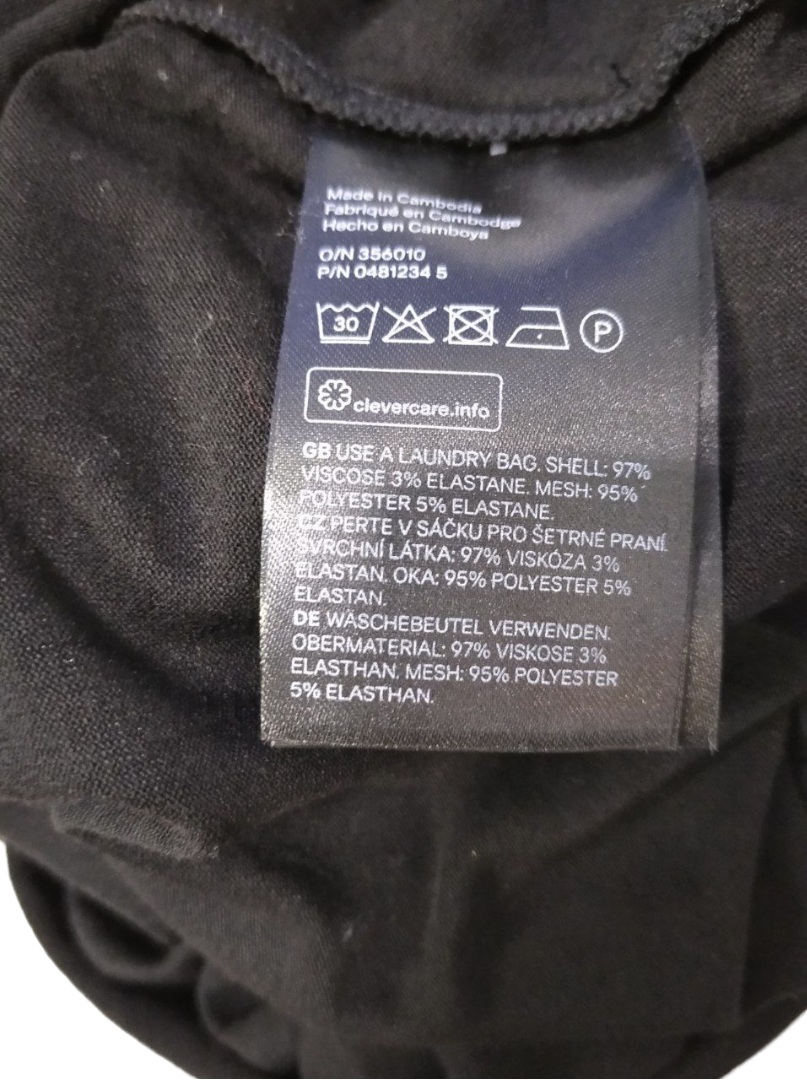 Made in Cambodia
Fabriqué en Cambodge
Hecho en Camboya
O/N 356010
P/N 0481234 5
30
P
clevercare.info
GB USE A LAUNDRY BAG. SHELL: 97%
VISCOSE 3% ELASTANE. MESH: 95%
POLYESTER 5% ELASTANE.
CZ PERTE V SÁČKU PRO ŠETRNÉ PRANÍ.
SVRCHNÍ LÁTKA: 97% VISKÓZA 3%
ELASTAN. OKA: 95% POLYESTER 5%
ELASTAN.
DE WÄSCHEBEUTEL VERWENDEN.
OBERMATERIAL: 97% VISKOSE 3%
ELASTHAN. MESH: 95% POLYESTER
5% ELASTHAN.